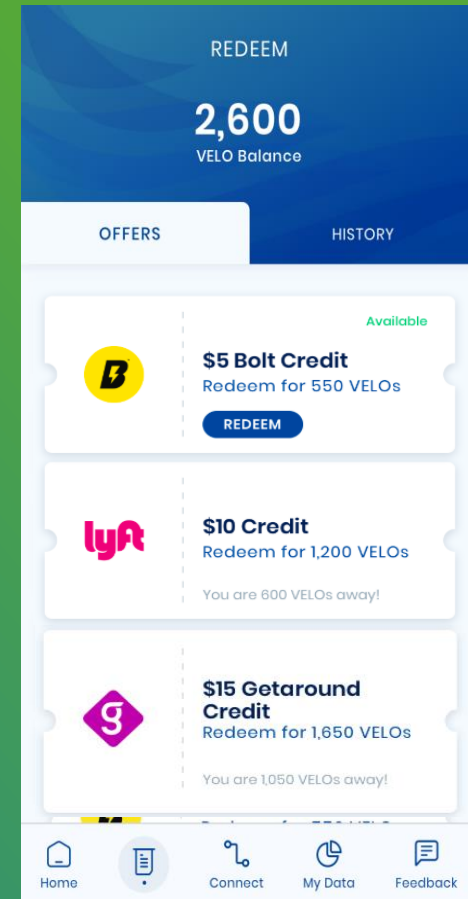 REDEEM
2,600
VELO Balance
OFFERS
HISTORY
Available
$5 Bolt Credit
Redeem for 550 VELOs
REDEEM
B
lyft
$10 Credit
Redeem for 1,200 VELOs
You are 600 VELOs away!
g
$15 Getaround
Credit
Redeem for 1,650 VELOs
You are 1,050 VELOs away!
Home
Connect
My Data
Feedback